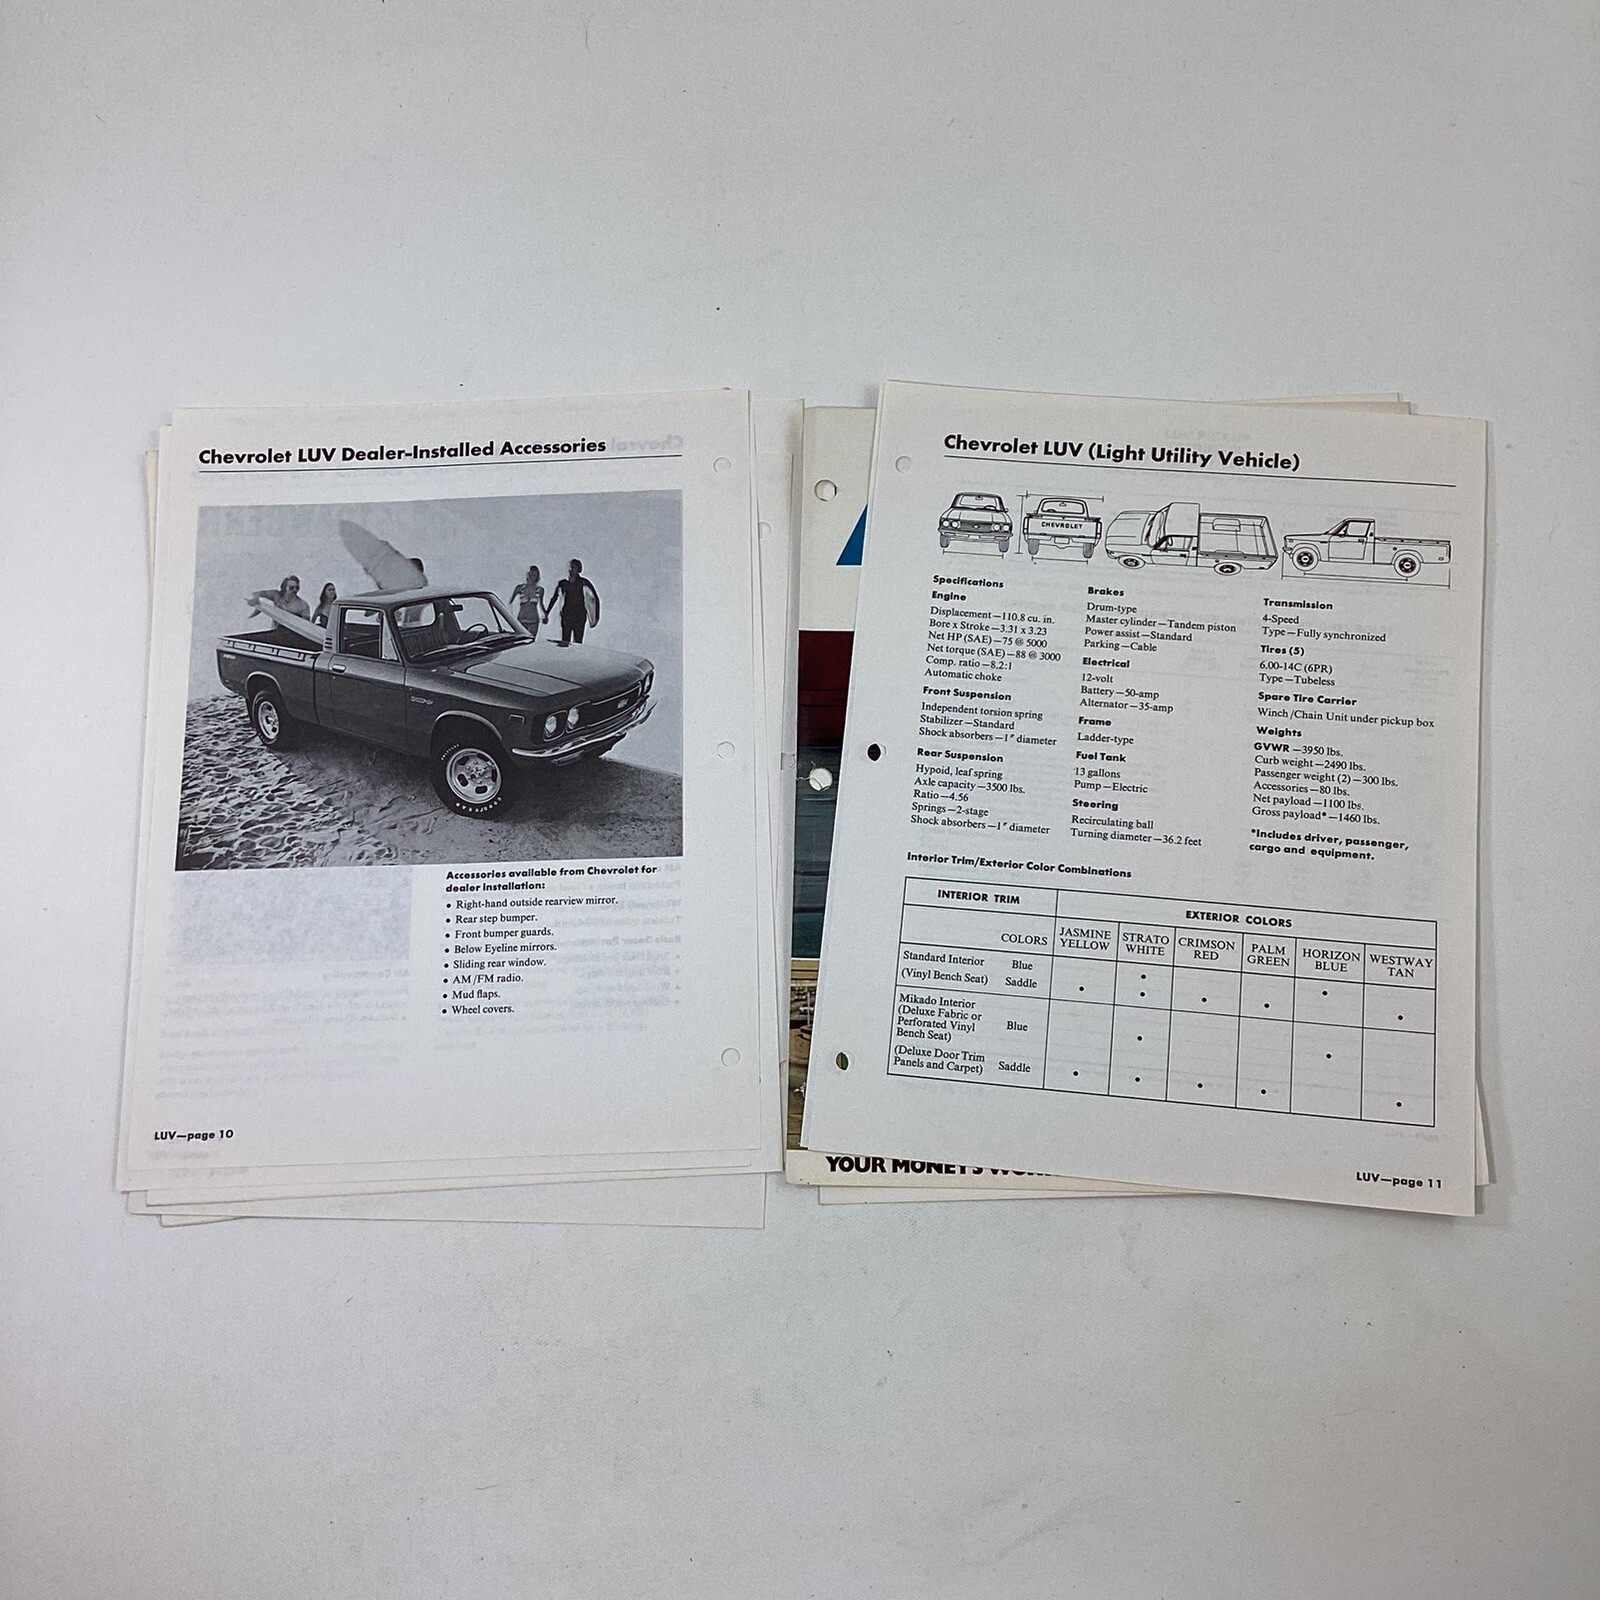 Chevrolet LUV Dealer-Installed Accessories
Accessories available from Chevrolet for
dealer installation:
• Right-hand outside rearview mirror.
• Rear step bumper.
• Front bumper guards.
• Below Eyeline mirrors.
• Sliding rear window.
• AM/FM radio.
• Mud flaps.
• Wheel covers.
LUV—page 10
Chevrolet LUV (Light Utility Vehicle)
CHEVROLET
Specifications
Engine
Displacement—110.8 cu. in.
Bore x Stroke—3.31 x 3.23
Net HP (SAE)—75 @ 5000
Net torque (SAE)—88 @ 3000
Comp. ratio—8.2:1
Automatic choke
Front Suspension
Independent torsion spring
Stabilizer—Standard
Shock absorbers—1" diameter
Rear Suspension
Hypoid, leaf spring
Axle capacity—3500 lbs.
Ratio—4.56
Springs—2-stage
Shock absorbers—1" diameter
Brakes
Drum-type
Master cylinder—Tandem piston
Power assist—Standard
Parking—Cable
Electrical
12-volt
Battery—50-amp
Alternator—35-amp
Frame
Ladder-type
Fuel Tank
13 gallons
Pump—Electric
Steering
Recirculating ball
Turning diameter—36.2 feet
Transmission
4-Speed
Type—Fully synchronized
Tires (5)
6.00-14C (6PR)
Type—Tubeless
Spare Tire Carrier
Winch/Chain Unit under pickup box
Weights
GVWR—3950 lbs.
Curb weight—2490 lbs.
Passenger weight (2)—300 lbs.
Accessories—80 lbs.
Net payload—1100 lbs.
Gross payload*—1460 lbs.
*Includes driver, passenger,
cargo and equipment.
Interior Trim/Exterior Color Combinations
INTERIOR TRIM EXTERIOR COLORS
COLORS JASMINE YELLOW STRATO WHITE CRIMSON RED PALM GREEN HORIZON BLUE WESTWAY TAN
Standard Interior Blue • •
(Vinyl Bench Seat) Saddle • • • • •
Mikado Interior
(Deluxe Fabric or
Perforated Vinyl Blue • •
Bench Seat)
(Deluxe Door Trim
Panels and Carpet) Saddle • • • • •
LUV—page 11
YOUR MONEY'S